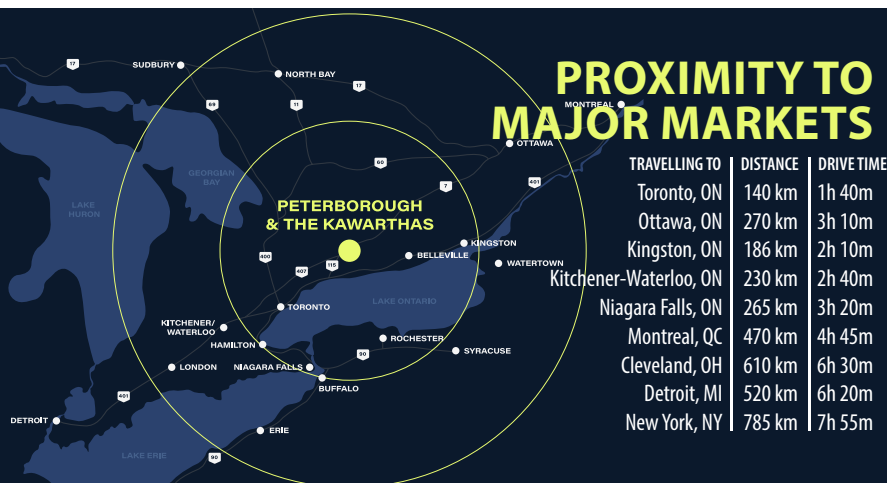 PROXIMITY TO
MAJOR MARKETS
TRAVELLING TO DISTANCE DRIVE TIME
Toronto, ON 140 km 1h 40m
Ottawa, ON 270 km 3h 10m
Kingston, ON 186 km 2h 10m
Kitchener-Waterloo, ON 230 km 2h 40m
Niagara Falls, ON 265 km 3h 20m
Montreal, QC 470 km 4h 45m
Cleveland, OH 610 km 6h 30m
Detroit, MI 520 km 6h 20m
New York, NY 785 km 7h 55m
17
SUDBURY
NORTH BAY
17
69
11
MONTREAL
OTTAWA
60
GEORGIAN
BAY
401
7
LAKE
HURON
PETERBOROUGH
& THE KAWARTHAS
KINGSTON
400
BELLEVILLE
WATERTOWN
115
407
LAKE ONTARIO
TORONTO
KITCHENER/
WATERLOO
HAMILTON
ROCHESTER
90
SYRACUSE
LONDON
NIAGARA FALLS
BUFFALO
401
DETROIT
ERIE
LAKE ERIE
90